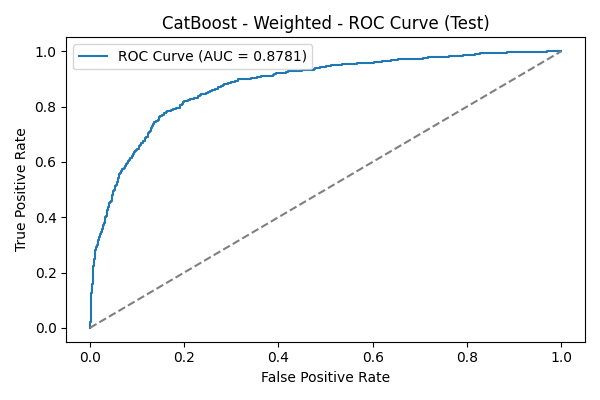 CatBoost - Weighted - ROC Curve (Test)
ROC Curve (AUC = 0.8781)
True Positive Rate
1.0
0.8
0.6
0.4
0.2
0.0
0.0 0.2 0.4 0.6 0.8 1.0
False Positive Rate